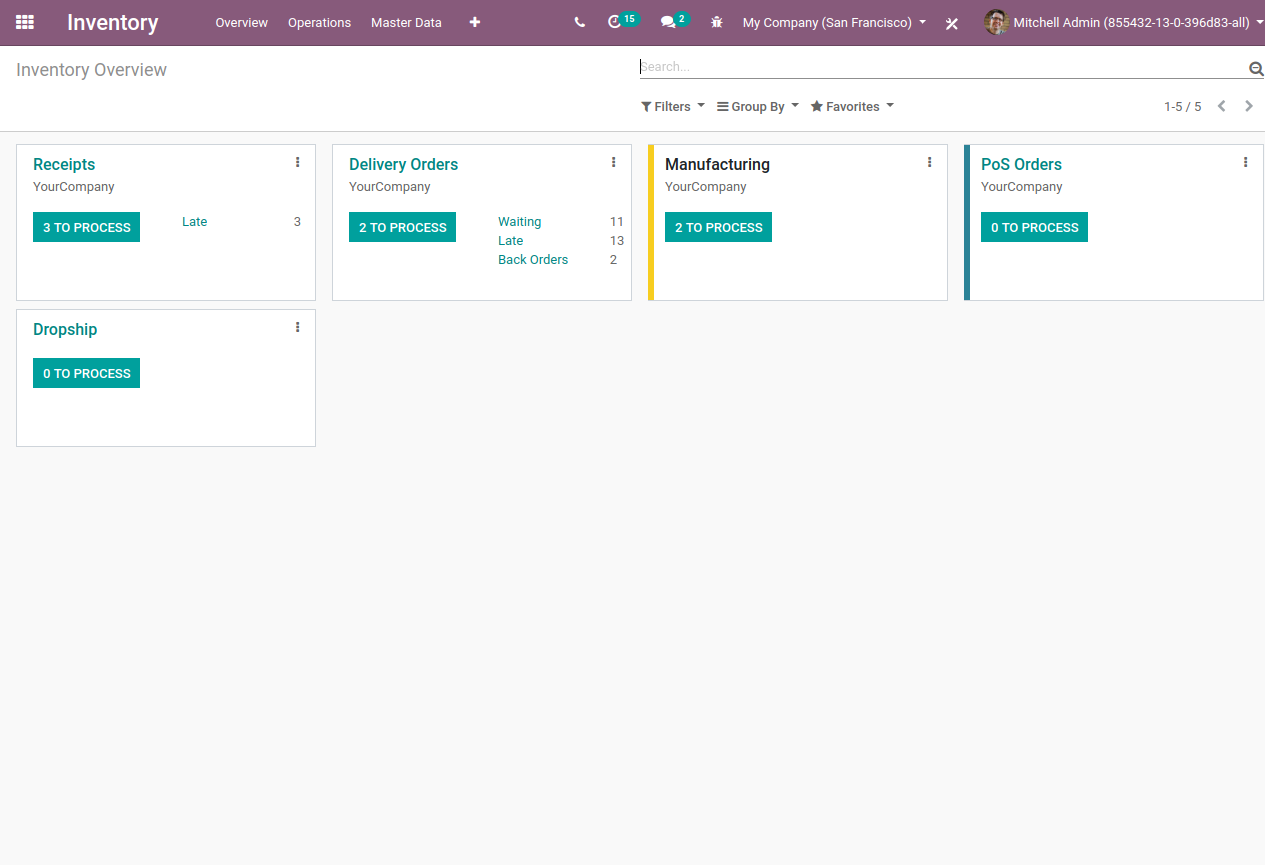 Inventory Overview Operations Master Data 15 2 My Company (San Francisco) Mitchell Admin (855432-13-0-396d83-all)
Inventory Overview
Search...
Filters Group By Favorites 1-5 / 5
Receipts
YourCompany
3 TO PROCESS
Late 3
Delivery Orders
YourCompany
2 TO PROCESS
Waiting 11
Late 13
Back Orders 2
Manufacturing
YourCompany
2 TO PROCESS
PoS Orders
YourCompany
0 TO PROCESS
Dropship
0 TO PROCESS